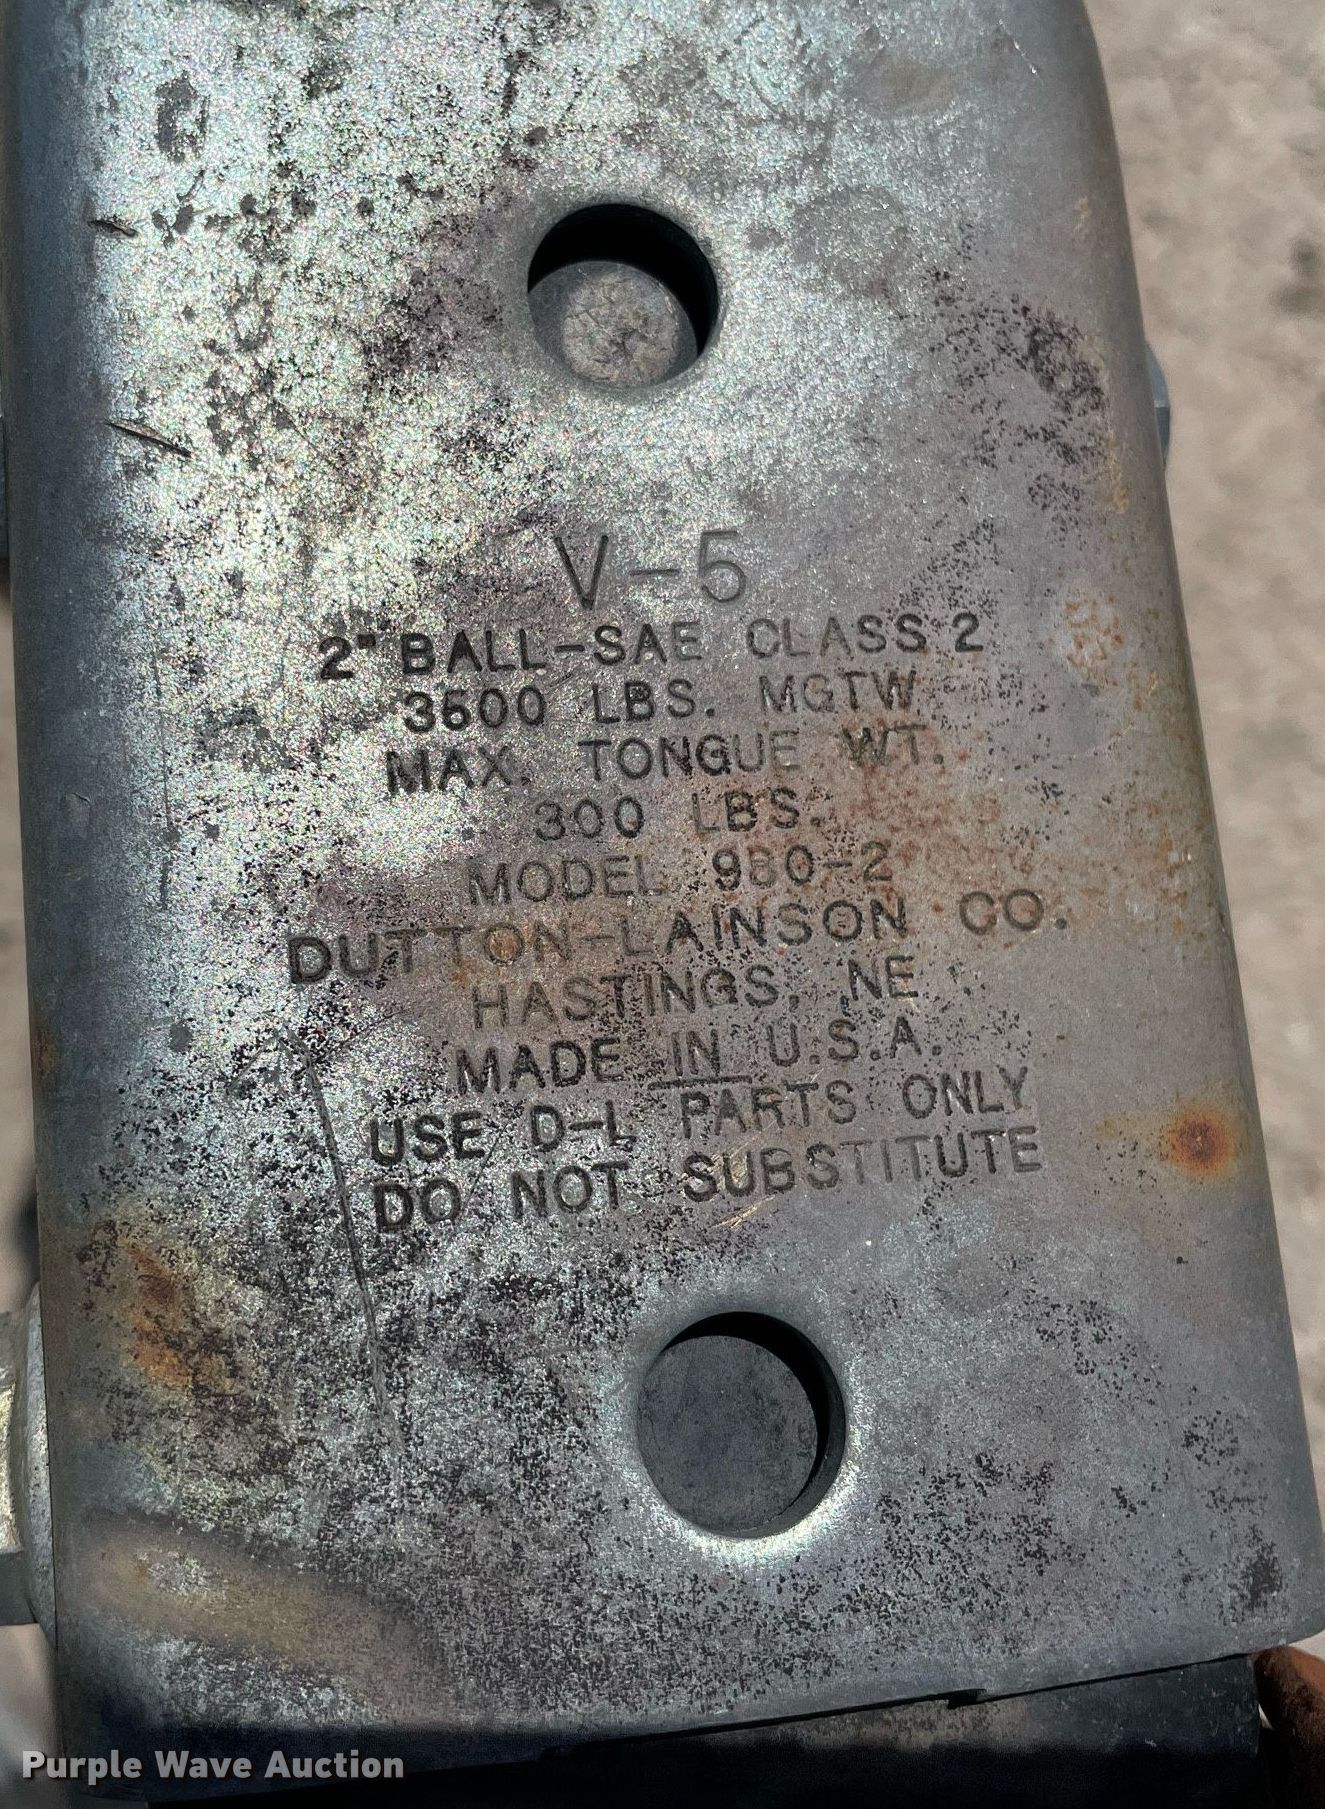 V-5
2" BALL-SAE CLASS 2
3500 LBS. MGTW
MAX. TONGUE WT.
300 LBS.
MODEL 980-2
DUTTON-LAINSON CO.
HASTINGS, NE
MADE IN U.S.A.
USE D-L PARTS ONLY
DO NOT SUBSTITUTE
Purple Wave Auction